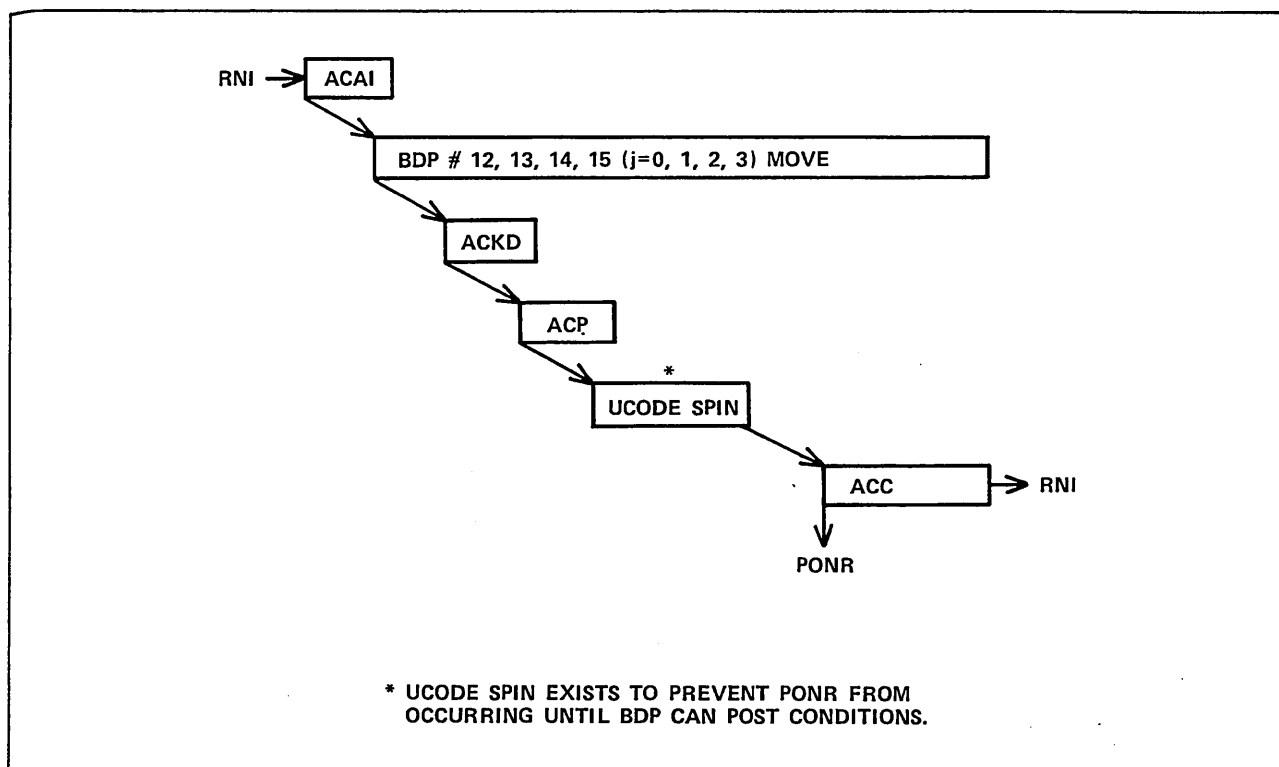 RNI ACAI
BDP # 12, 13, 14, 15 (j=0, 1, 2, 3) MOVE
ACKD
ACP
*
UCODE SPIN
ACC RNI
PONR
* UCODE SPIN EXISTS TO PREVENT PONR FROM
OCCURRING UNTIL BDP CAN POST CONDITIONS.